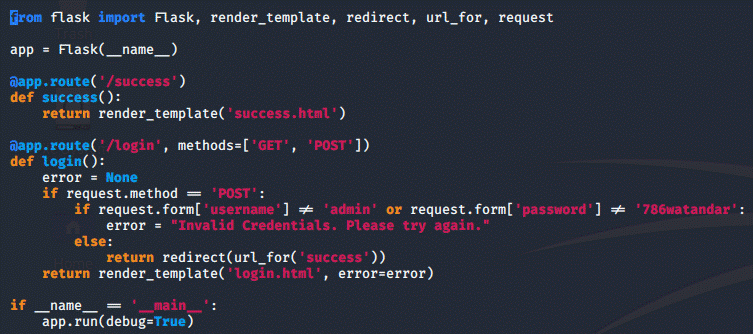 from flask import Flask, render_template, redirect, url_for, request
app = Flask(__name__)
@app.route('/success')
def success():
    return render_template('success.html')
@app.route('/login', methods=['GET', 'POST'])
def login():
    error = None
    if request.method == 'POST':
        if request.form['username'] != 'admin' or request.form['password'] != '786watandar':
            error = "Invalid Credentials. Please try again."
        else:
            return redirect(url_for('success'))
    return render_template('login.html', error=error)
if __name__ == '__main__':
    app.run(debug=True)